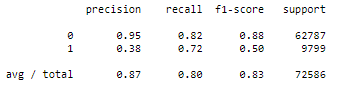 precision recall f1-score support
0 0.95 0.82 0.88 62787
1 0.38 0.72 0.50 9799
avg / total 0.87 0.80 0.83 72586